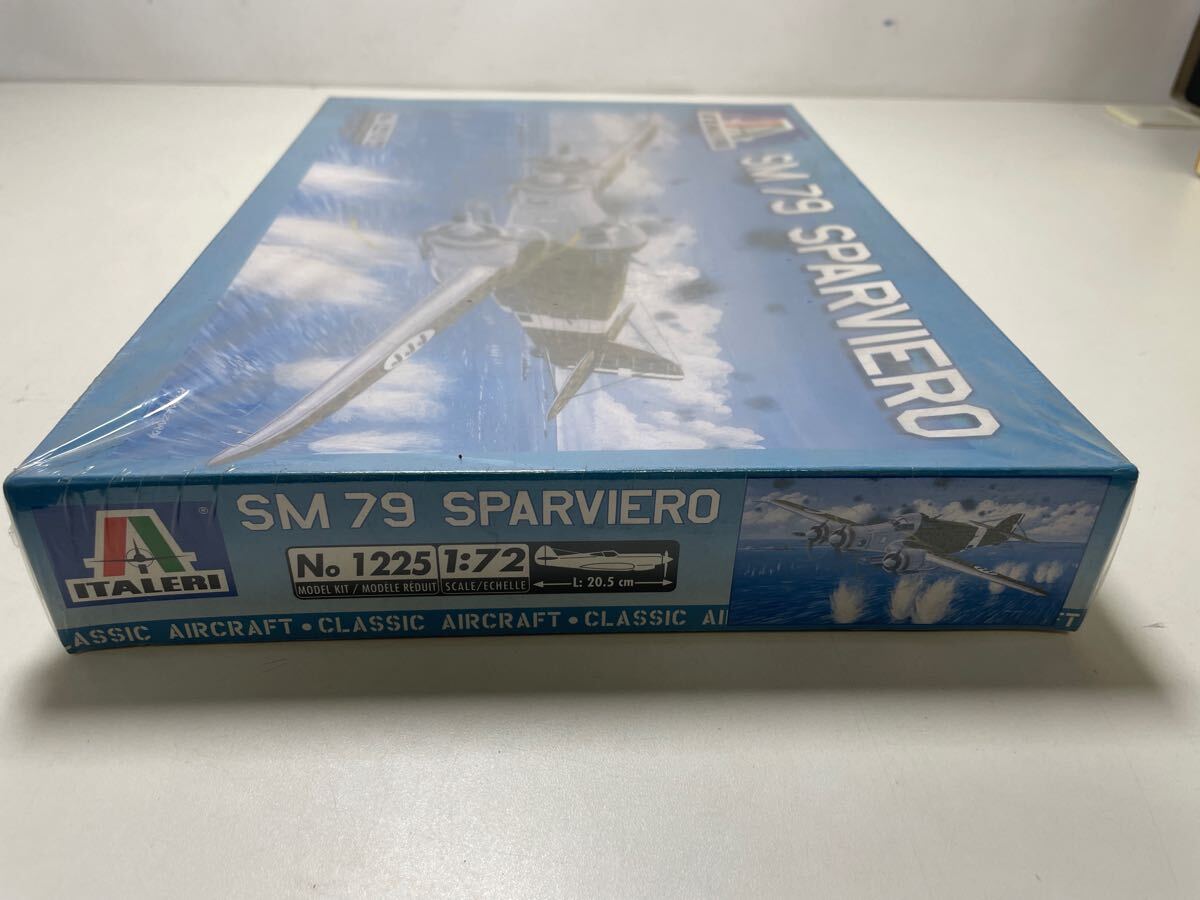 SM 79 SPARVIERO
ITALERI
®
SM 79 SPARVIERO
No 1225
MODEL KIT / MODÈLE RÉDUIT
1:72
SCALE/ECHELLE
L: 20.5 cm
ASSIC AIRCRAFT • CLASSIC AIRCRAFT • CLASSIC AI
FT